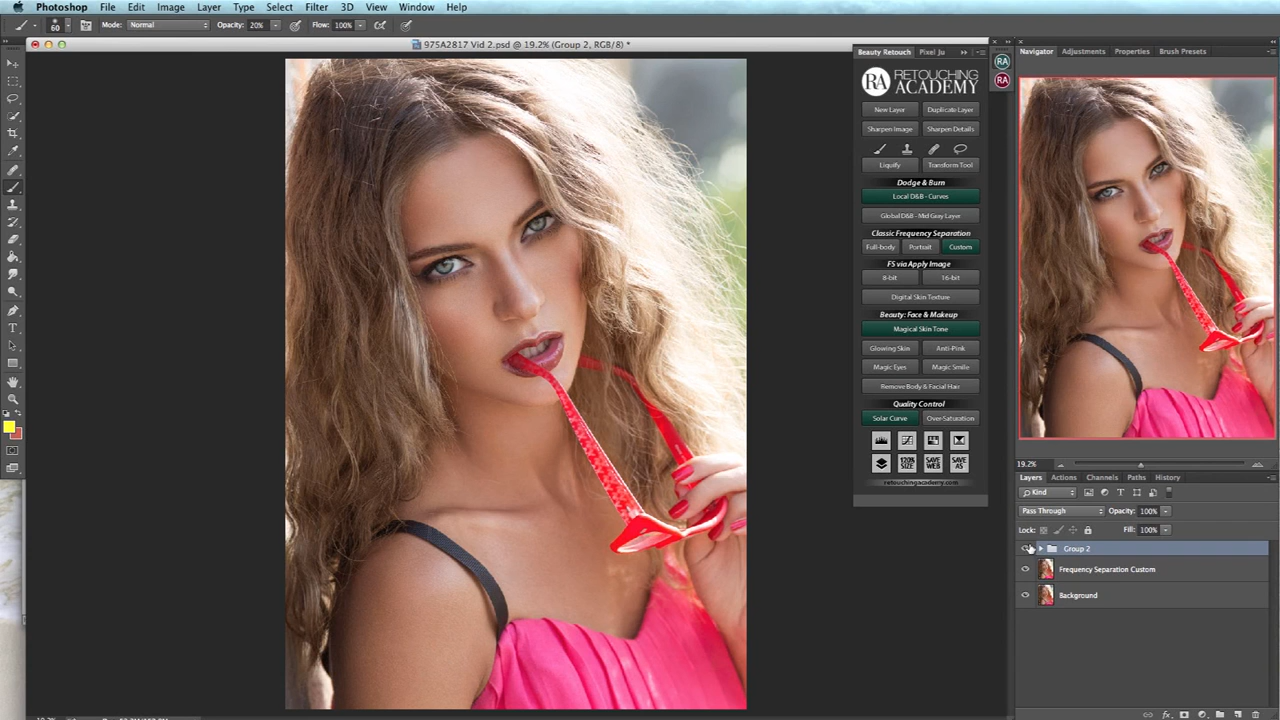 Photoshop File Edit Image Layer Type Select Filter 3D View Window Help
60 Mode: Normal Opacity: 20% Flow: 100%
975A2817 Vid 2.psd @ 19.2% (Group 2, RGB/8) *
Beauty Retouch Pixel Ju
RA RETOUCHING
ACADEMY
New Layer Duplicate Layer
Sharpen Image Sharpen Details
Liquify Transform Tool
Dodge & Burn
Local D&B - Curves
Global D&B - Mid Gray Layer
Classic Frequency Separation
Full-body Portrait Custom
FS via Apply Image
8-bit 16-bit
Digital Skin Texture
Beauty: Face & Makeup
Magical Skin Tone
Glowing Skin Anti-Pink
Magic Eyes Magic Smile
Remove Body & Facial Hair
Quality Control
Solar Curve Over-Saturation
120% SIZE SAVE WEB SAVE AS
retouchingacademy.com
RA
RA
Navigator Adjustments Properties Brush Presets
19.2%
Layers Actions Channels Paths History
Kind
Pass Through Opacity: 100%
Lock: Fill: 100%
Group 2
Frequency Separation Custom
Background